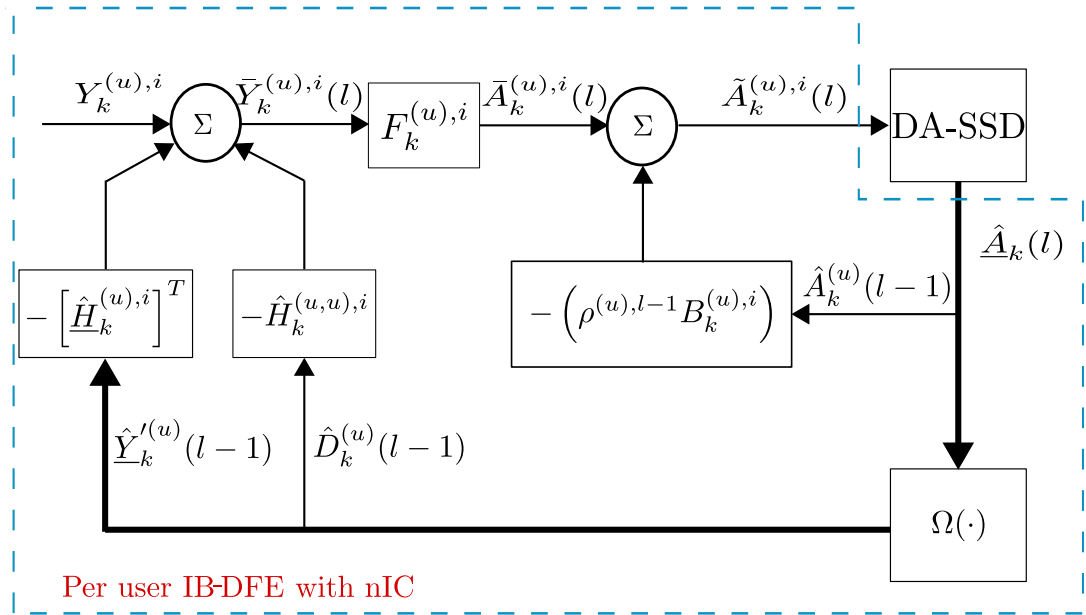 Y_k^{(u),i}
Σ
\bar{Y}_k^{(u),i}(l)
F_k^{(u),i}
\bar{A}_k^{(u),i}(l)
Σ
\tilde{A}_k^{(u),i}(l)
DA-SSD
\underline{\hat{A}}_k(l)
-[\underline{\hat{H}}_k^{(u),i}]^T
-\hat{H}_k^{(u,u),i}
-(ρ^{(u),l-1}B_k^{(u),i})
\hat{A}_k^{(u)}(l-1)
\underline{\hat{Y}}_k^{'(u)}(l-1)
\hat{D}_k^{(u)}(l-1)
Ω(·)
Per user IB-DFE with nIC